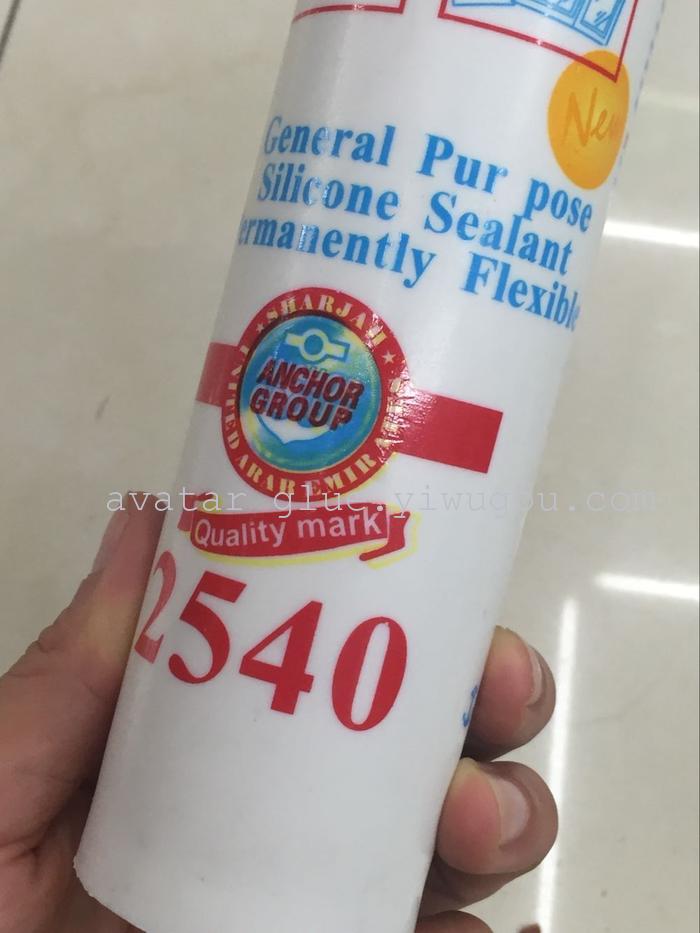 New
General Pur pose
Silicone Sealant
ermanently Flexible
SHARJAH
UNITED ARAB EMIRATES
ANCHOR
GROUP
avatar-glue.yiwugou.com
Quality mark
2540